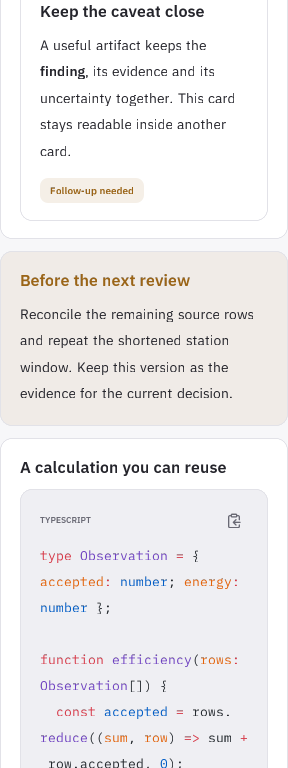 Keep the caveat close
A useful artifact keeps the
finding, its evidence and its
uncertainty together. This card
stays readable inside another
card.
Follow-up needed
Before the next review
Reconcile the remaining source rows
and repeat the shortened station
window. Keep this version as the
evidence for the current decision.
A calculation you can reuse
TYPESCRIPT
type Observation = {
accepted: number; energy:
number };
function efficiency(rows:
Observation[]) {
const accepted = rows.
reduce((sum, row) => sum +
row.accepted, 0);